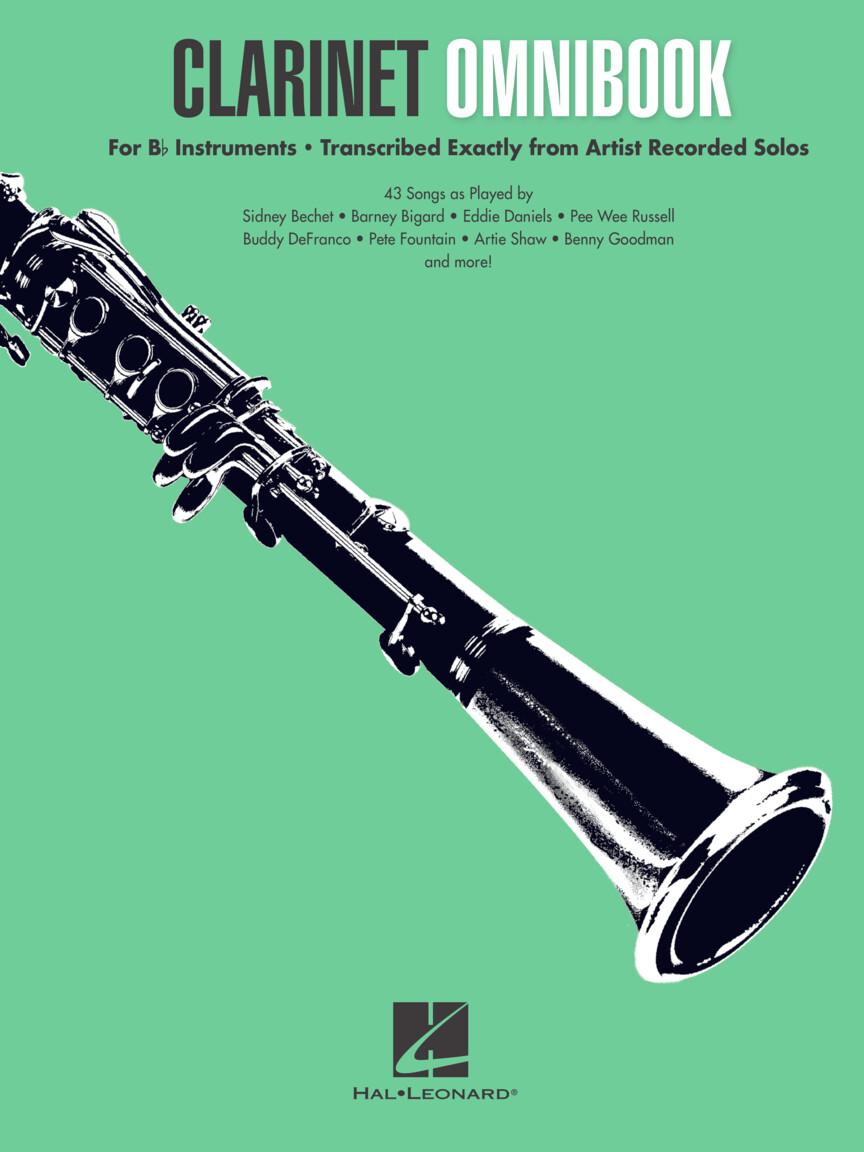 CLARINET OMNIBOOK
For B♭ Instruments • Transcribed Exactly from Artist Recorded Solos
43 Songs as Played by
Sidney Bechet • Barney Bigard • Eddie Daniels • Pee Wee Russell
Buddy DeFranco • Pete Fountain • Artie Shaw • Benny Goodman
and more!
HAL•LEONARD®